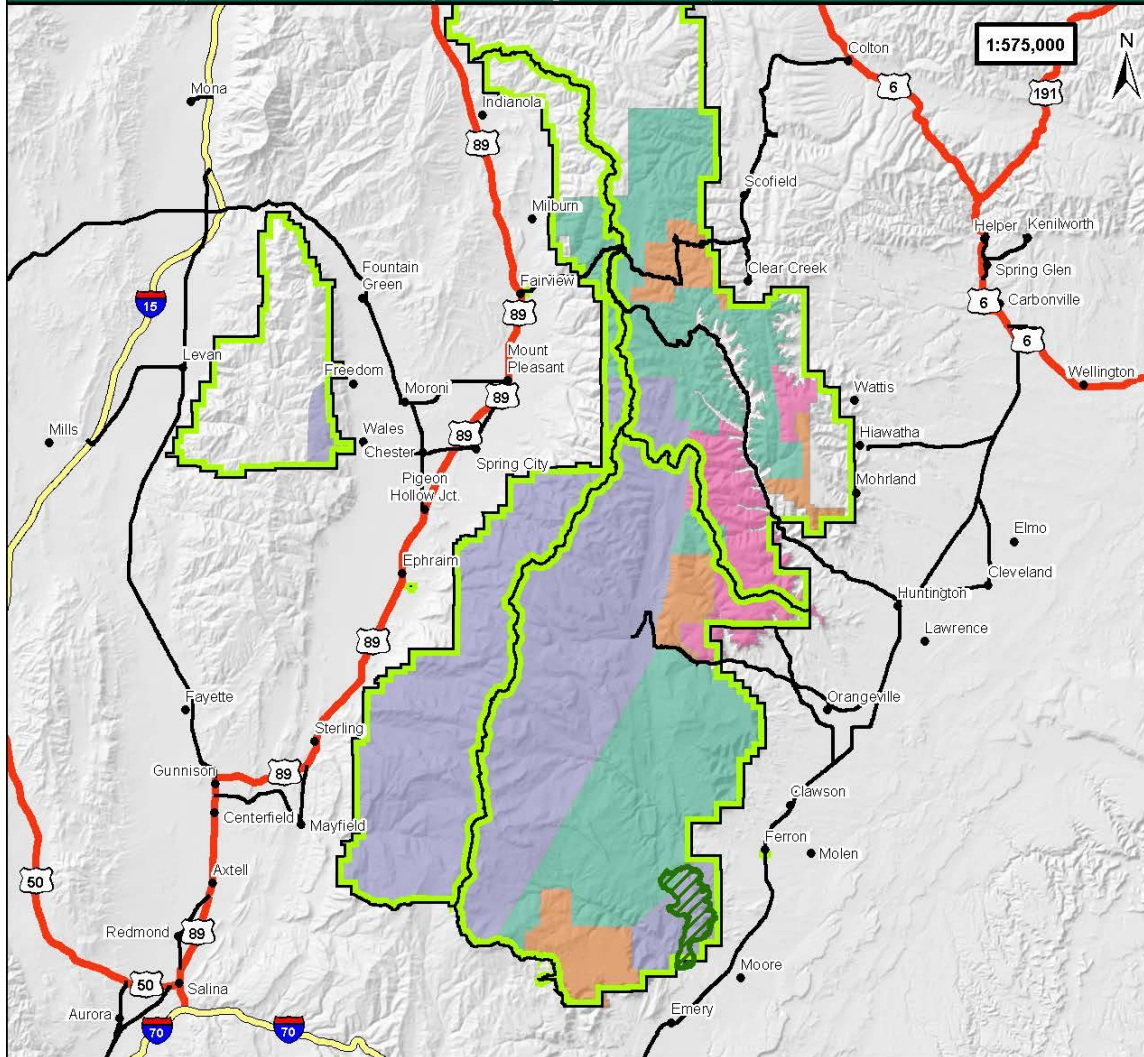 1:575,000
N
Colton
6
191
Mona
Indianola
89
Scofield
Milburn
Helper
Kenilworth
Fountain
Green
Clear Creek
Spring Glen
15
Fairview
6
Carbonville
89
6
Levan
Mount
Pleasant
Freedom
Moroni
89
Wattis
Wellington
Mills
Wales
89
Hiawatha
Chester
Spring City
Pigeon
Hollow Jct.
Mohrland
Elmo
Ephraim
Cleveland
Huntington
89
Lawrence
Fayette
Orangeville
Sterling
Gunnison
89
Centerfield
Mayfield
Clawson
Ferron
Molen
50
Axtell
Redmond
89
50
Salina
Moore
Aurora
70
70
Emery